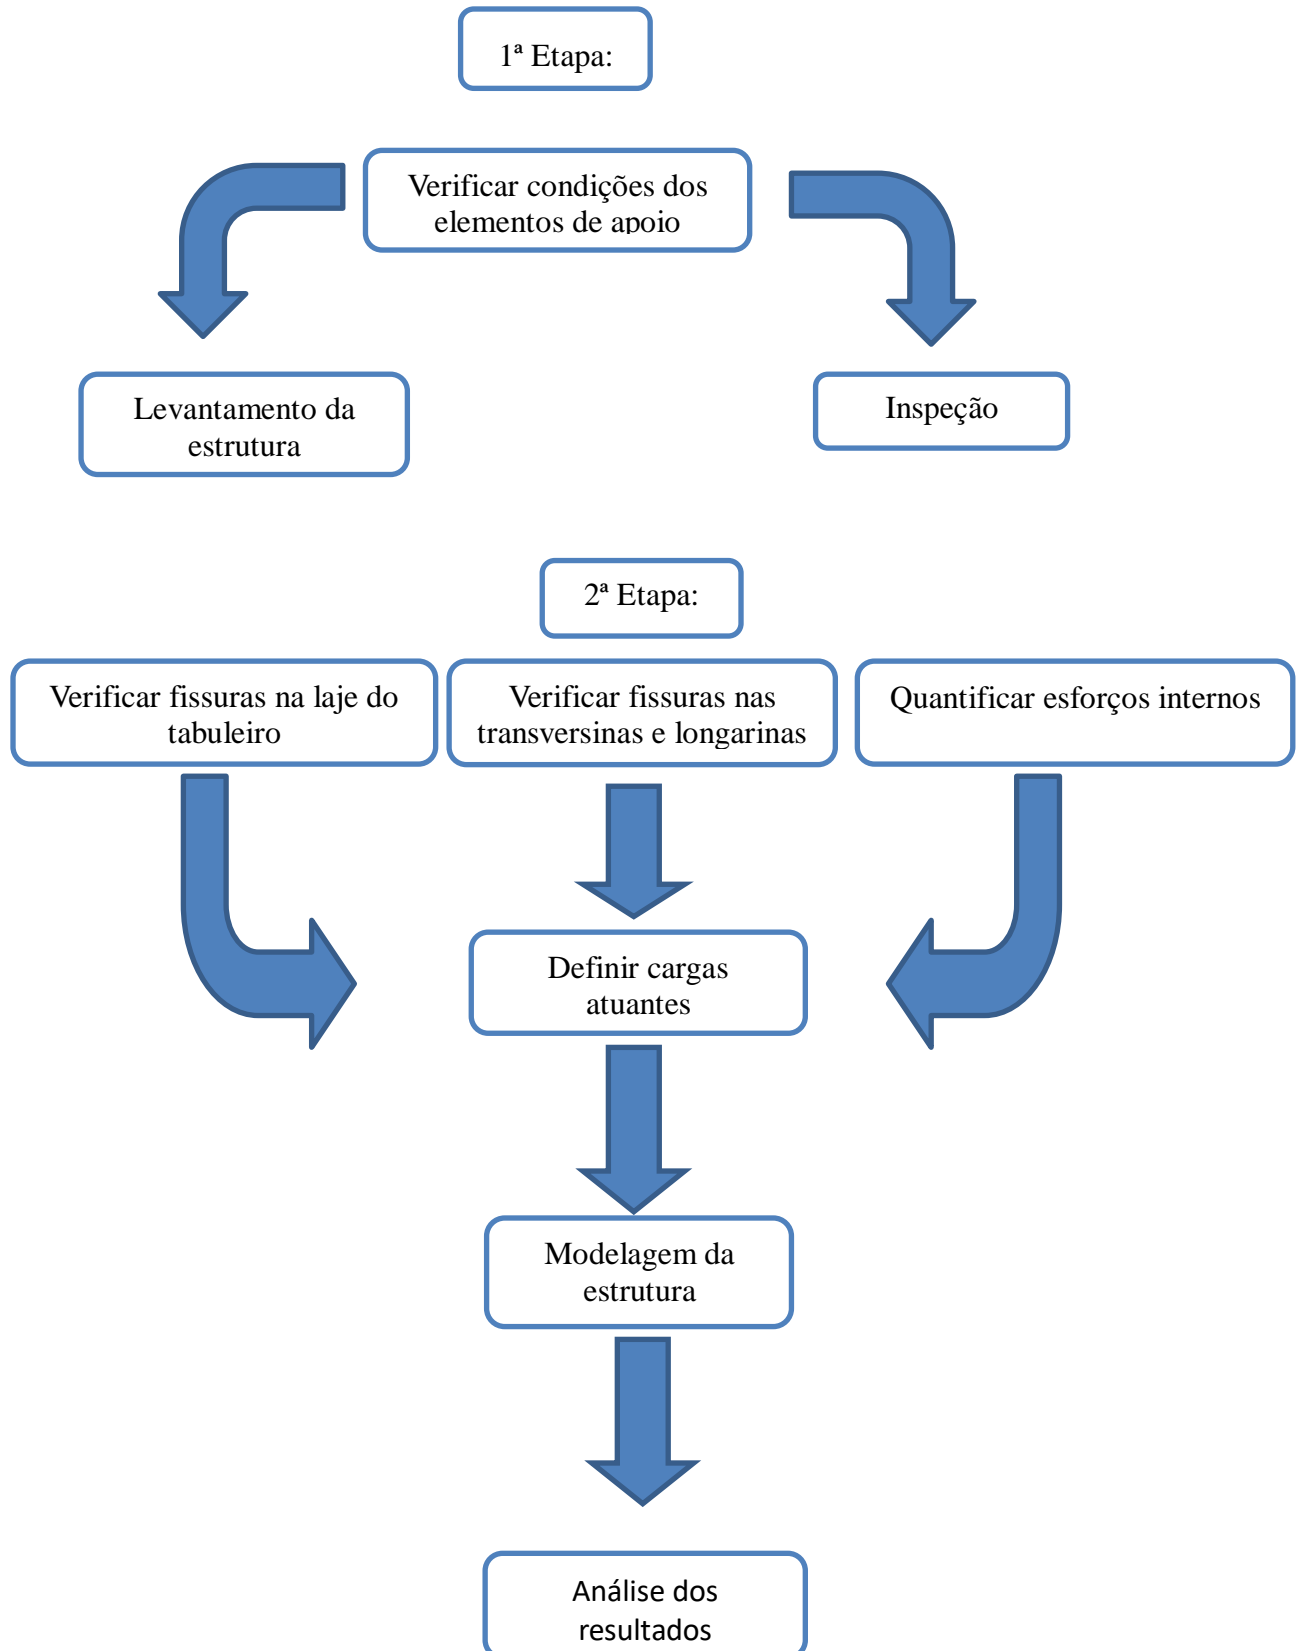 1ª Etapa:
Verificar condições dos
elementos de apoio
Levantamento da
estrutura
Inspeção
2ª Etapa:
Verificar fissuras na laje do
tabuleiro
Verificar fissuras nas
transversinas e longarinas
Quantificar esforços internos
Definir cargas
atuantes
Modelagem da
estrutura
Análise dos
resultados